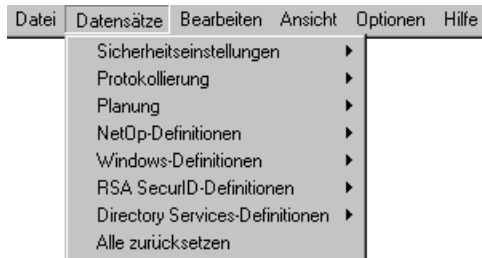 Datei Datensätze Bearbeiten Ansicht Optionen Hilfe
Sicherheitseinstellungen
Protokollierung
Planung
NetOp-Definitionen
Windows-Definitionen
RSA SecurID-Definitionen
Directory Services-Definitionen
Alle zurücksetzen